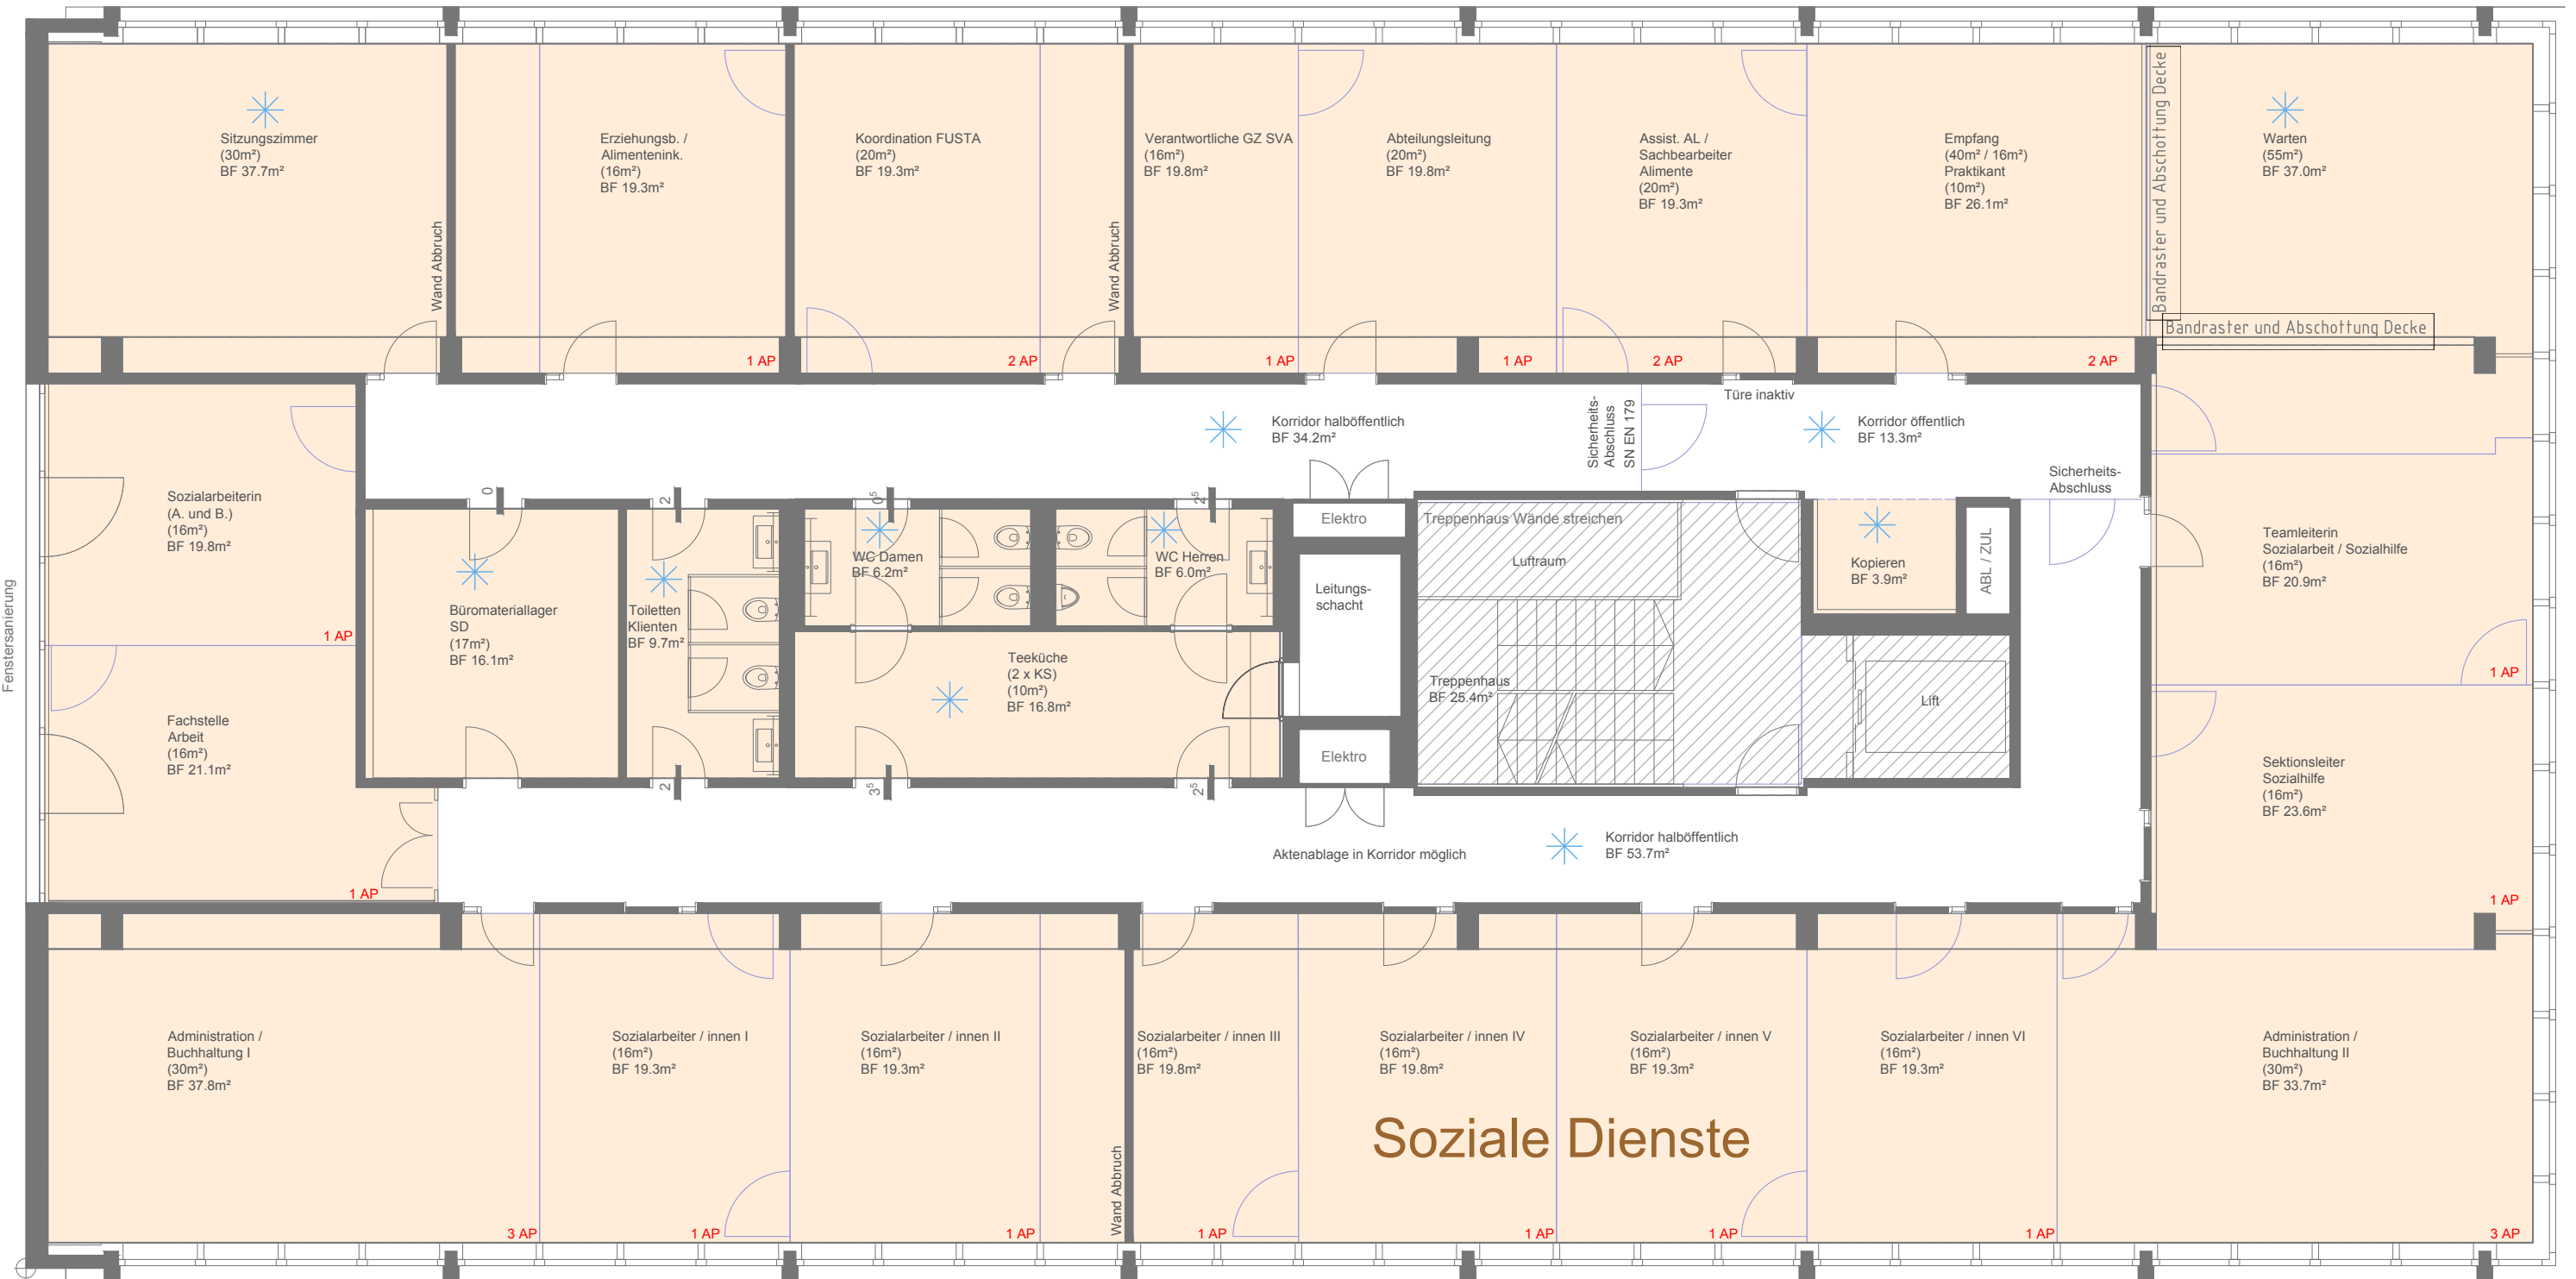 Sitzungszimmer
(30m²)
BF 37.7m²
Wand Abbruch
Erziehungsb. /
Alimentenink.
(16m²)
BF 19.3m²
1 AP
Koordination FUSTA
(20m²)
BF 19.3m²
2 AP
Wand Abbruch
Verantwortliche GZ SVA
(16m²)
BF 19.8m²
1 AP
Abteilungsleitung
(20m²)
BF 19.8m²
1 AP
Assist. AL /
Sachbearbeiter
Alimente
(20m²)
BF 19.3m²
2 AP
Empfang
(40m² / 16m²)
Praktikant
(10m²)
BF 26.1m²
2 AP
Bandraster und Abschottung Decke
Warten
(55m²)
BF 37.0m²
Bandraster und Abschottung Decke
Korridor halböffentlich
BF 34.2m²
Sicherheits-
Abschluss
SN EN 179
Türe inaktiv
Korridor öffentlich
BF 13.3m²
Sicherheits-
Abschluss
Fenstersanierung
Sozialarbeiterin
(A. und B.)
(16m²)
BF 19.8m²
1 AP
Fachstelle
Arbeit
(16m²)
BF 21.1m²
1 AP
0
2
0⁵
2⁵
Büromateriallager
SD
(17m²)
BF 16.1m²
Toiletten
Klienten
BF 9.7m²
WC Damen
BF 6.2m²
WC Herren
BF 6.0m²
Teeküche
(2 x KS)
(10m²)
BF 16.8m²
2
3⁵
2⁵
Elektro
Leitungs-
schacht
Elektro
Treppenhaus Wände streichen
Luftraum
Treppenhaus
BF 25.4m²
Kopieren
BF 3.9m²
ABL / ZUL
Lift
Teamleiterin
Sozialarbeit / Sozialhilfe
(16m²)
BF 20.9m²
1 AP
Sektionsleiter
Sozialhilfe
(16m²)
BF 23.6m²
1 AP
Aktenablage in Korridor möglich
Korridor halböffentlich
BF 53.7m²
Administration /
Buchhaltung I
(30m²)
BF 37.8m²
3 AP
Sozialarbeiter / innen I
(16m²)
BF 19.3m²
1 AP
Sozialarbeiter / innen II
(16m²)
BF 19.3m²
1 AP
Wand Abbruch
Sozialarbeiter / innen III
(16m²)
BF 19.8m²
1 AP
Sozialarbeiter / innen IV
(16m²)
BF 19.8m²
1 AP
Sozialarbeiter / innen V
(16m²)
BF 19.3m²
1 AP
Sozialarbeiter / innen VI
(16m²)
BF 19.3m²
1 AP
Administration /
Buchhaltung II
(30m²)
BF 33.7m²
3 AP
Soziale Dienste